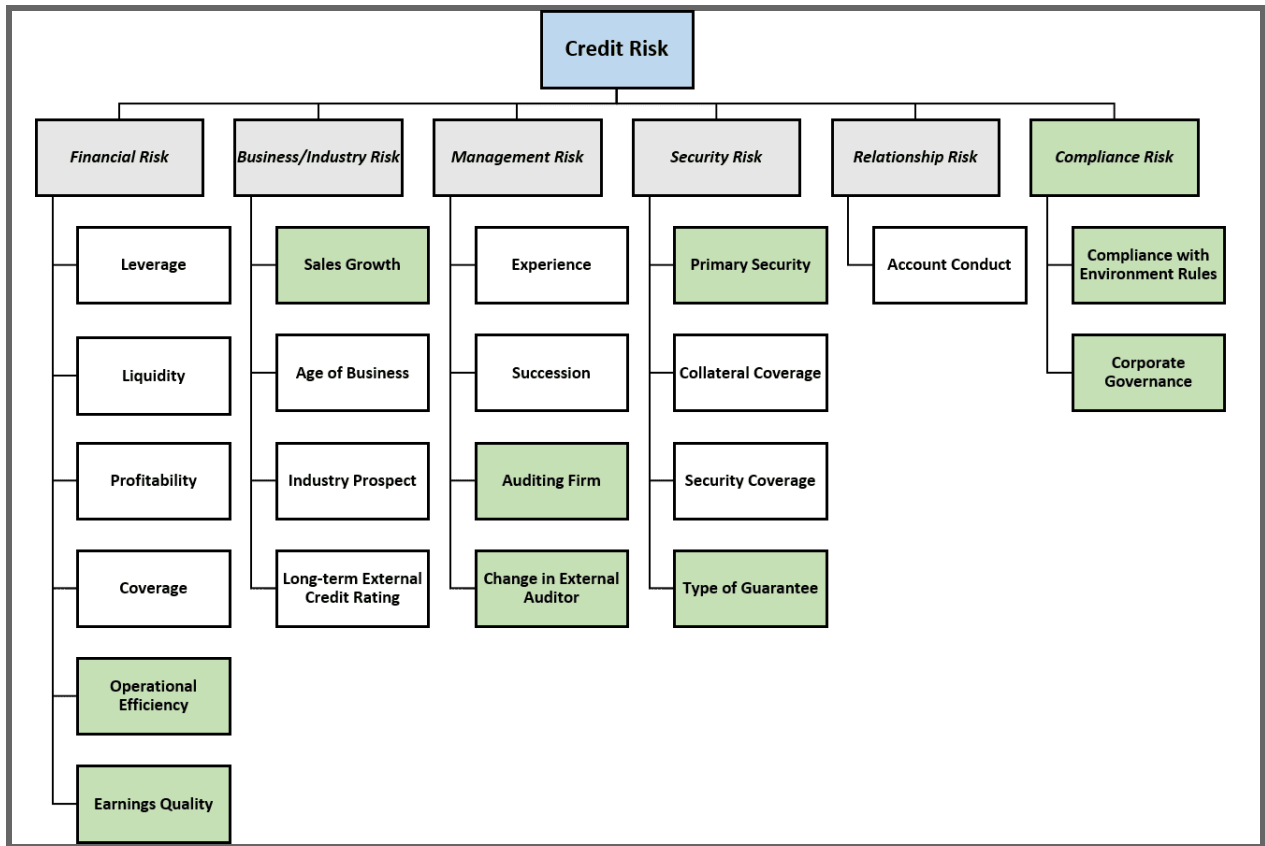 Credit Risk
Financial Risk
Business/Industry Risk
Management Risk
Security Risk
Relationship Risk
Compliance Risk
Leverage
Liquidity
Profitability
Coverage
Operational
Efficiency
Earnings Quality
Sales Growth
Age of Business
Industry Prospect
Long-term External
Credit Rating
Experience
Succession
Auditing Firm
Change in External
Auditor
Primary Security
Collateral Coverage
Security Coverage
Type of Guarantee
Account Conduct
Compliance with
Environment Rules
Corporate
Governance